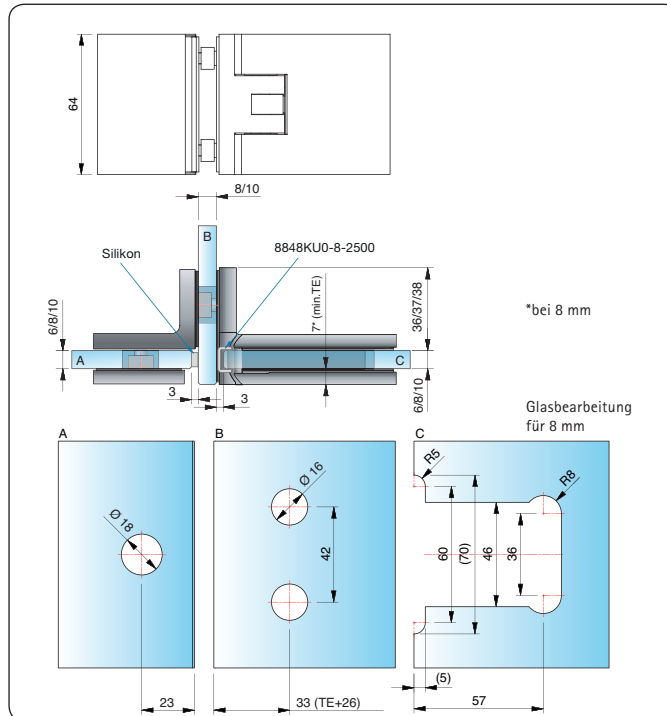 64
8/10
B
Silikon
8848KU0-8-2500
7* (min.TE)
36/37/38
*bei 8 mm
6/8/10
A
C
6/8/10
3
3
Glasbearbeitung
für 8 mm
A
B
C
Ø 18
Ø 16
42
R5
R8
60
(70)
46
36
23
33 (TE+26)
(5)
57